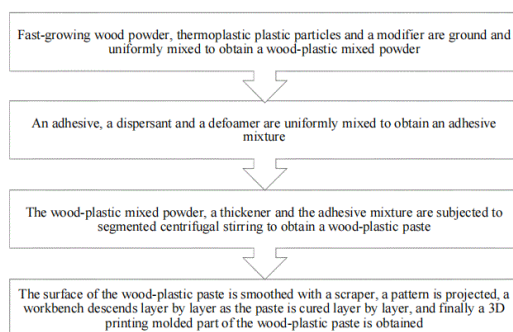 Fast-growing wood powder, thermoplastic plastic particles and a modifier are ground and
uniformly mixed to obtain a wood-plastic mixed powder
An adhesive, a dispersant and a defoamer are uniformly mixed to obtain an adhesive
mixture
The wood-plastic mixed powder, a thickener and the adhesive mixture are subjected to
segmented centrifugal stirring to obtain a wood-plastic paste
The surface of the wood-plastic paste is smoothed with a scraper, a pattern is projected, a
workbench descends layer by layer as the paste is cured layer by layer, and finally a 3D
printing molded part of the wood-plastic paste is obtained